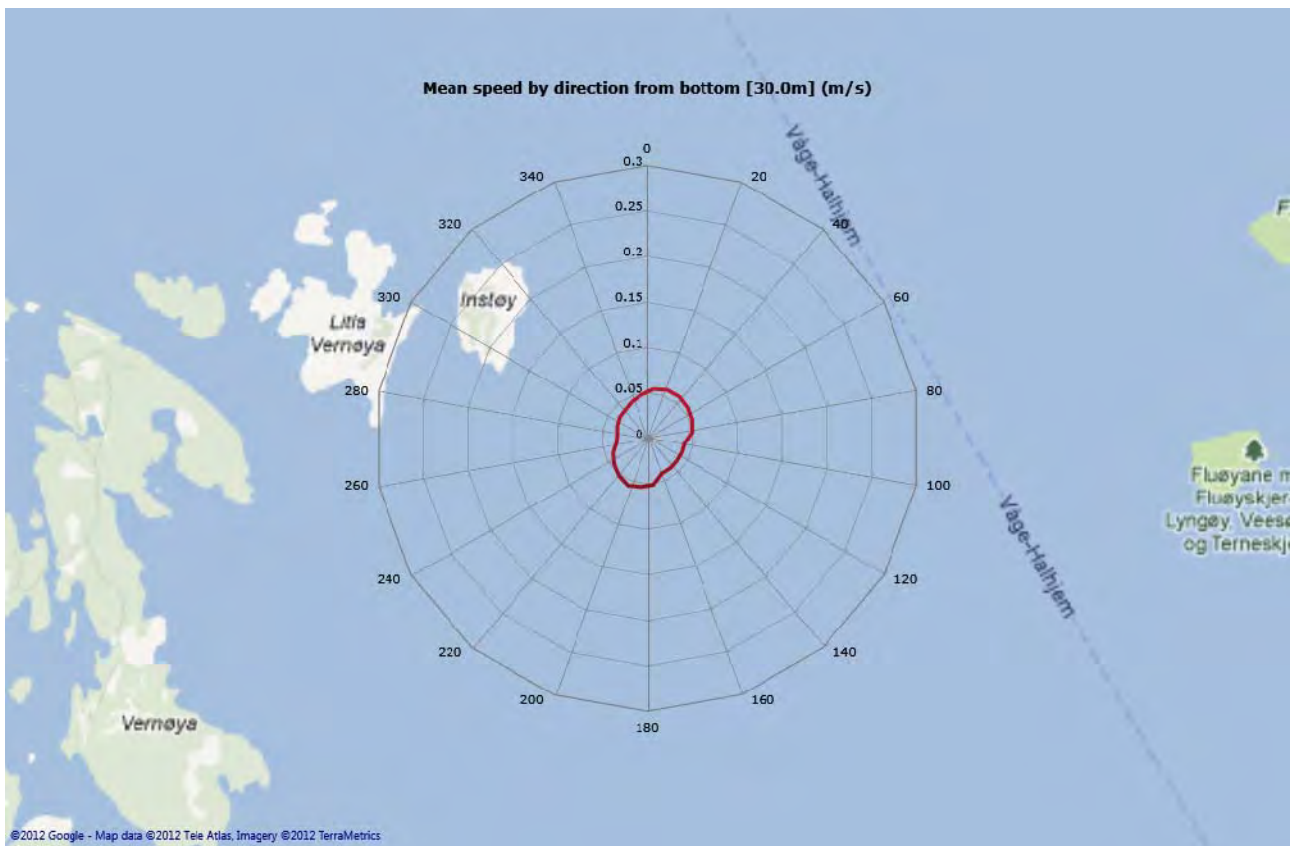 Mean speed by direction from bottom [30.0m] (m/s)
0
20
40
60
80
100
120
140
160
180
200
220
240
260
280
300
320
340
0.3
0.25
0.2
0.15
0.1
0.05
0
Våge-Halhjem
Våge-Halhjem
Instøy
Litla
Vernøya
Vernøya
F
Fluøyane m
Fluøyskjer
Lyngøy, Veesø
og Terneskje
©2012 Google - Map data ©2012 Tele Atlas, Imagery ©2012 TerraMetrics